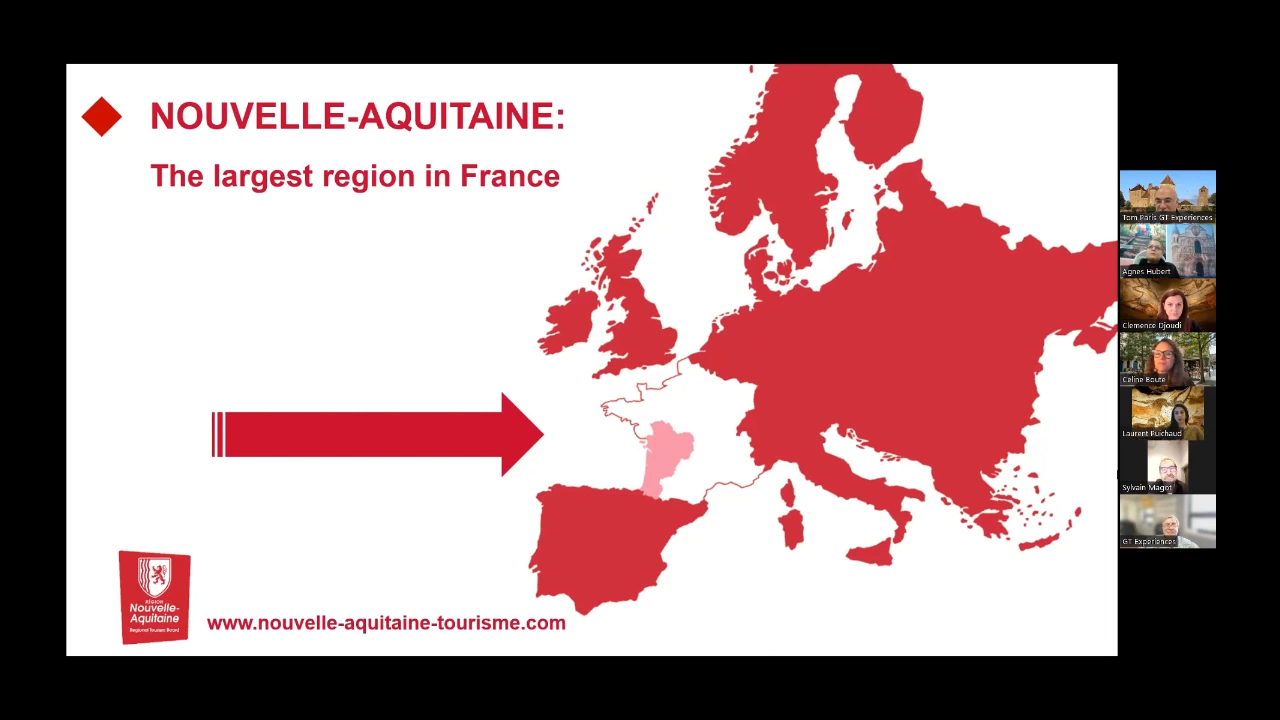 NOUVELLE-AQUITAINE:
The largest region in France
Tom Paris GT Experiences
Agnes Hubert
Clemence Djoudi
Celine Boute
Laurent Puichaud
Sylvain Magot
GT Experiences
RÉGION
Nouvelle-
Aquitaine
Regional Tourism Board
www.nouvelle-aquitaine-tourisme.com